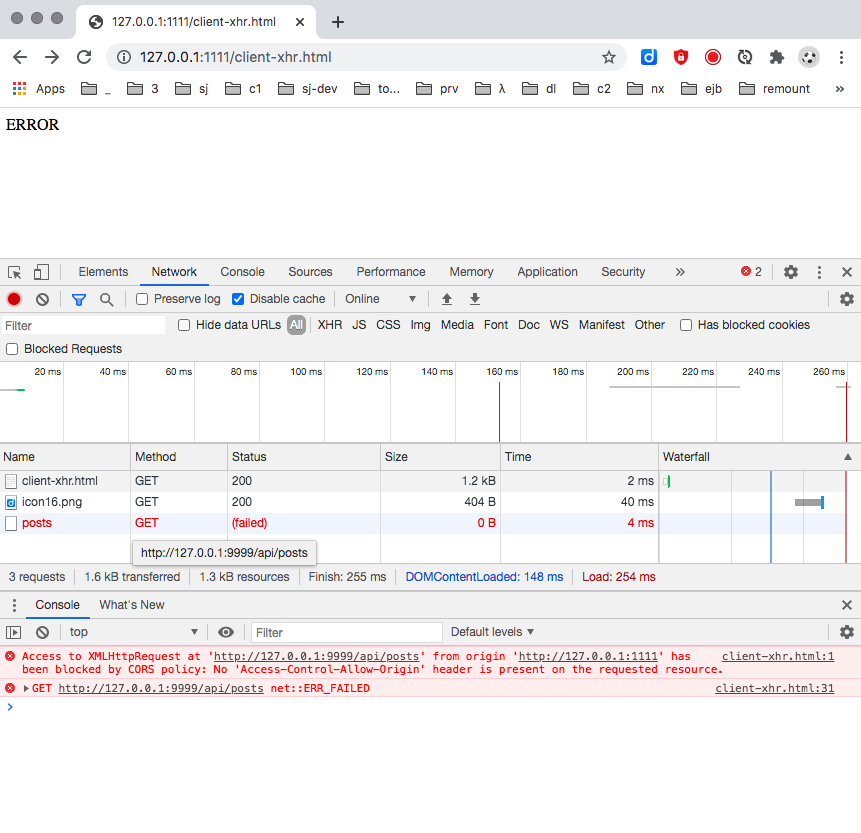 127.0.0.1:1111/client-xhr.html
127.0.0.1:1111/client-xhr.html
Apps _ 3 sj c1 sj-dev to... prv λ dl c2 nx ejb remount »
ERROR
Elements Network Console Sources Performance Memory Application Security » 2
Preserve log Disable cache Online
Filter Hide data URLs All XHR JS CSS Img Media Font Doc WS Manifest Other Has blocked cookies
Blocked Requests
20 ms 40 ms 60 ms 80 ms 100 ms 120 ms 140 ms 160 ms 180 ms 200 ms 220 ms 240 ms 260 ms
Name Method Status Size Time Waterfall
client-xhr.html GET 200 1.2 kB 2 ms
icon16.png GET 200 404 B 40 ms
posts GET (failed) 0 B 4 ms
http://127.0.0.1:9999/api/posts
3 requests 1.6 kB transferred 1.3 kB resources Finish: 255 ms DOMContentLoaded: 148 ms Load: 254 ms
Console What's New
top Filter Default levels
Access to XMLHttpRequest at 'http://127.0.0.1:9999/api/posts' from origin 'http://127.0.0.1:1111' has client-xhr.html:1
been blocked by CORS policy: No 'Access-Control-Allow-Origin' header is present on the requested resource.
GET http://127.0.0.1:9999/api/posts net::ERR_FAILED client-xhr.html:31